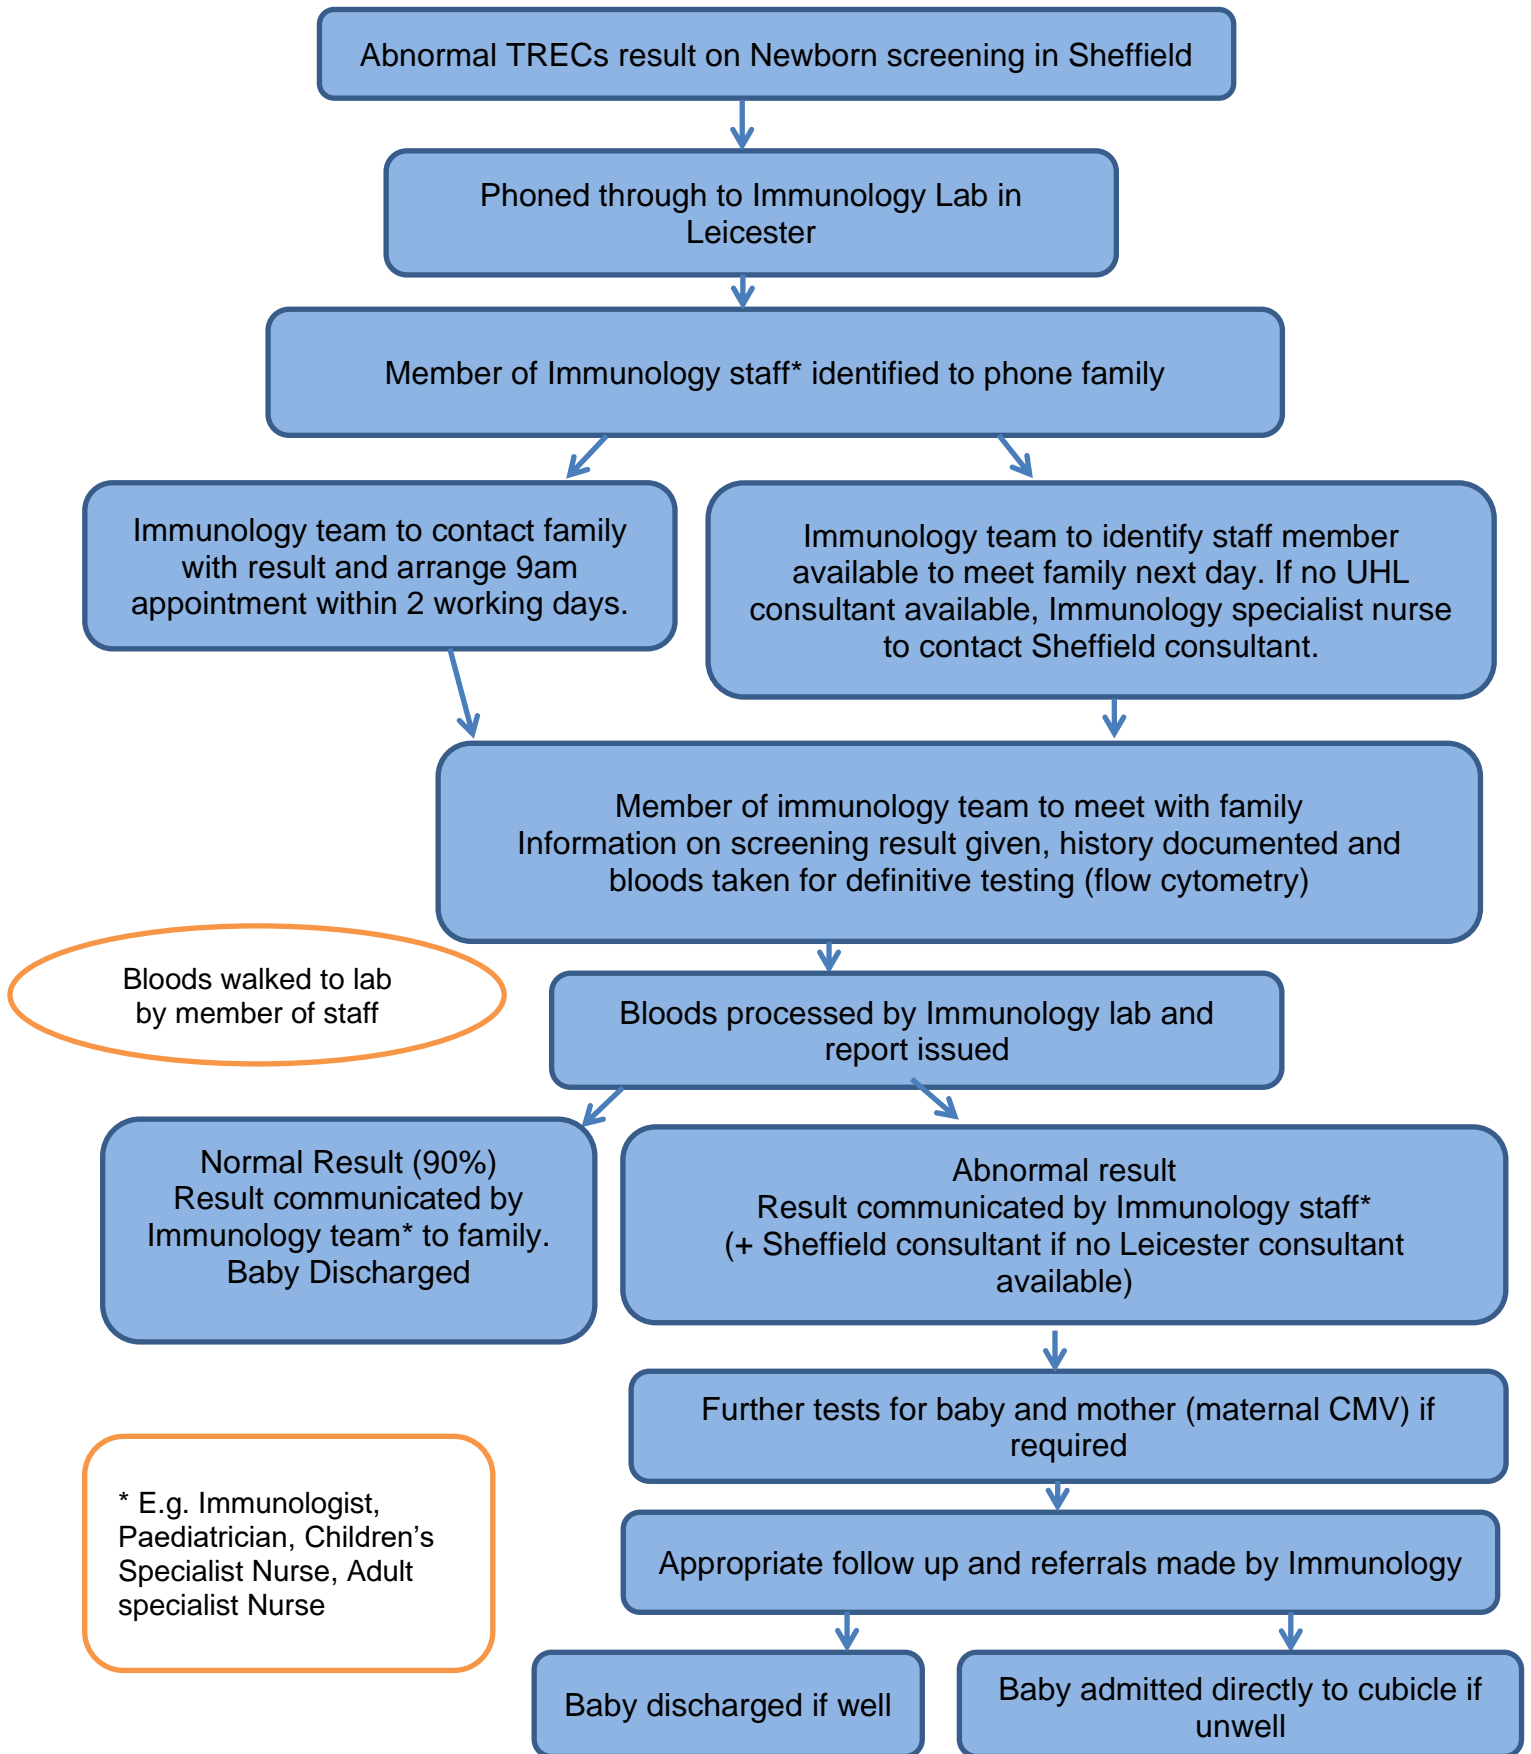 Abnormal TRECs result on Newborn screening in Sheffield
Phoned through to Immunology Lab in
Leicester
Member of Immunology staff* identified to phone family
Immunology team to contact family
with result and arrange 9am
appointment within 2 working days.
Immunology team to identify staff member
available to meet family next day. If no UHL
consultant available, Immunology specialist nurse
to contact Sheffield consultant.
Member of immunology team to meet with family
Information on screening result given, history documented and
bloods taken for definitive testing (flow cytometry)
Bloods walked to lab
by member of staff
Bloods processed by Immunology lab and
report issued
Normal Result (90%)
Result communicated by
Immunology team* to family.
Baby Discharged
Abnormal result
Result communicated by Immunology staff*
(+ Sheffield consultant if no Leicester consultant
available)
Further tests for baby and mother (maternal CMV) if
required
* E.g. Immunologist,
Paediatrician, Children’s
Specialist Nurse, Adult
specialist Nurse
Appropriate follow up and referrals made by Immunology
Baby discharged if well
Baby admitted directly to cubicle if
unwell